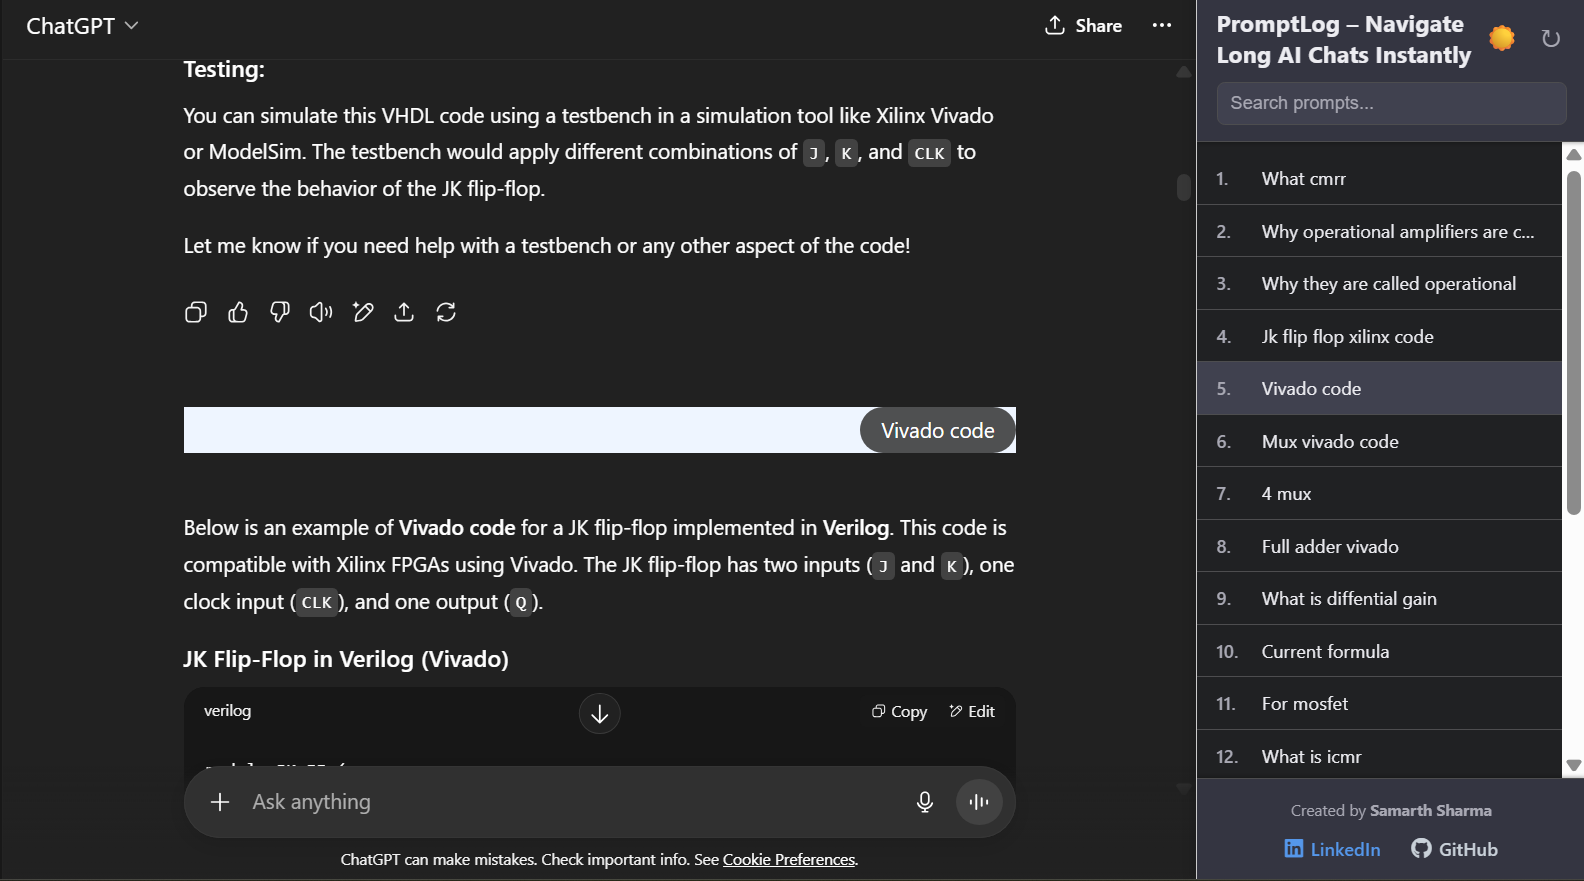 ChatGPT
Share
Testing:
You can simulate this VHDL code using a testbench in a simulation tool like Xilinx Vivado
or ModelSim. The testbench would apply different combinations of J, K, and CLK to
observe the behavior of the JK flip-flop.
Let me know if you need help with a testbench or any other aspect of the code!
Vivado code
Below is an example of Vivado code for a JK flip-flop implemented in Verilog. This code is
compatible with Xilinx FPGAs using Vivado. The JK flip-flop has two inputs (J and K), one
clock input (CLK), and one output (Q).
JK Flip-Flop in Verilog (Vivado)
verilog
Copy
Edit
Ask anything
ChatGPT can make mistakes. Check important info. See Cookie Preferences.
PromptLog – Navigate
Long AI Chats Instantly
Search prompts...
1. What cmrr
2. Why operational amplifiers are c...
3. Why they are called operational
4. Jk flip flop xilinx code
5. Vivado code
6. Mux vivado code
7. 4 mux
8. Full adder vivado
9. What is diffential gain
10. Current formula
11. For mosfet
12. What is icmr
Created by Samarth Sharma
LinkedIn
GitHub